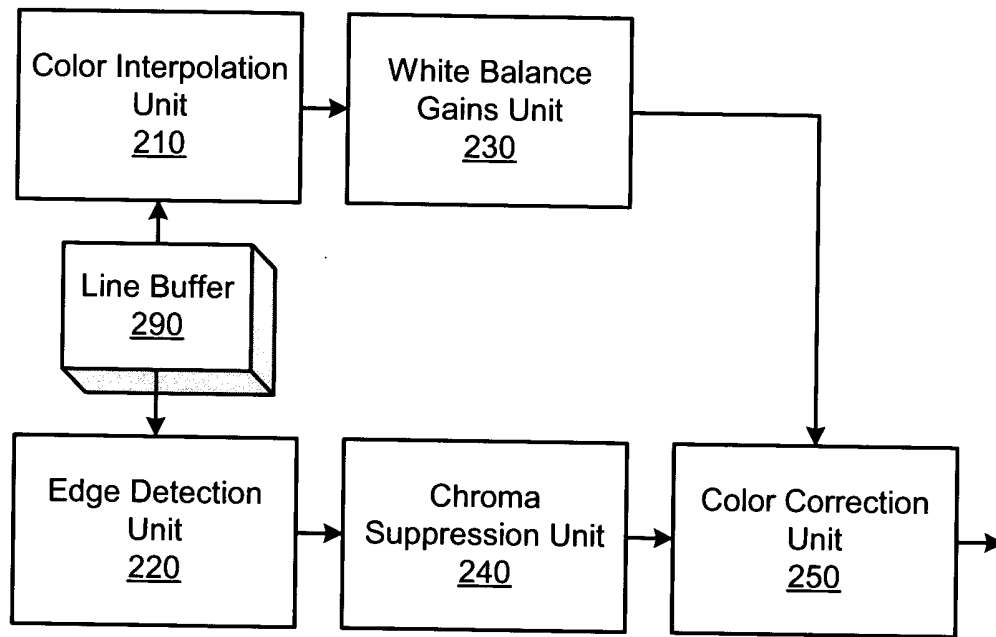 Color Interpolation
Unit
210
White Balance
Gains Unit
230
Line Buffer
290
Edge Detection
Unit
220
Chroma
Suppression Unit
240
Color Correction
Unit
250